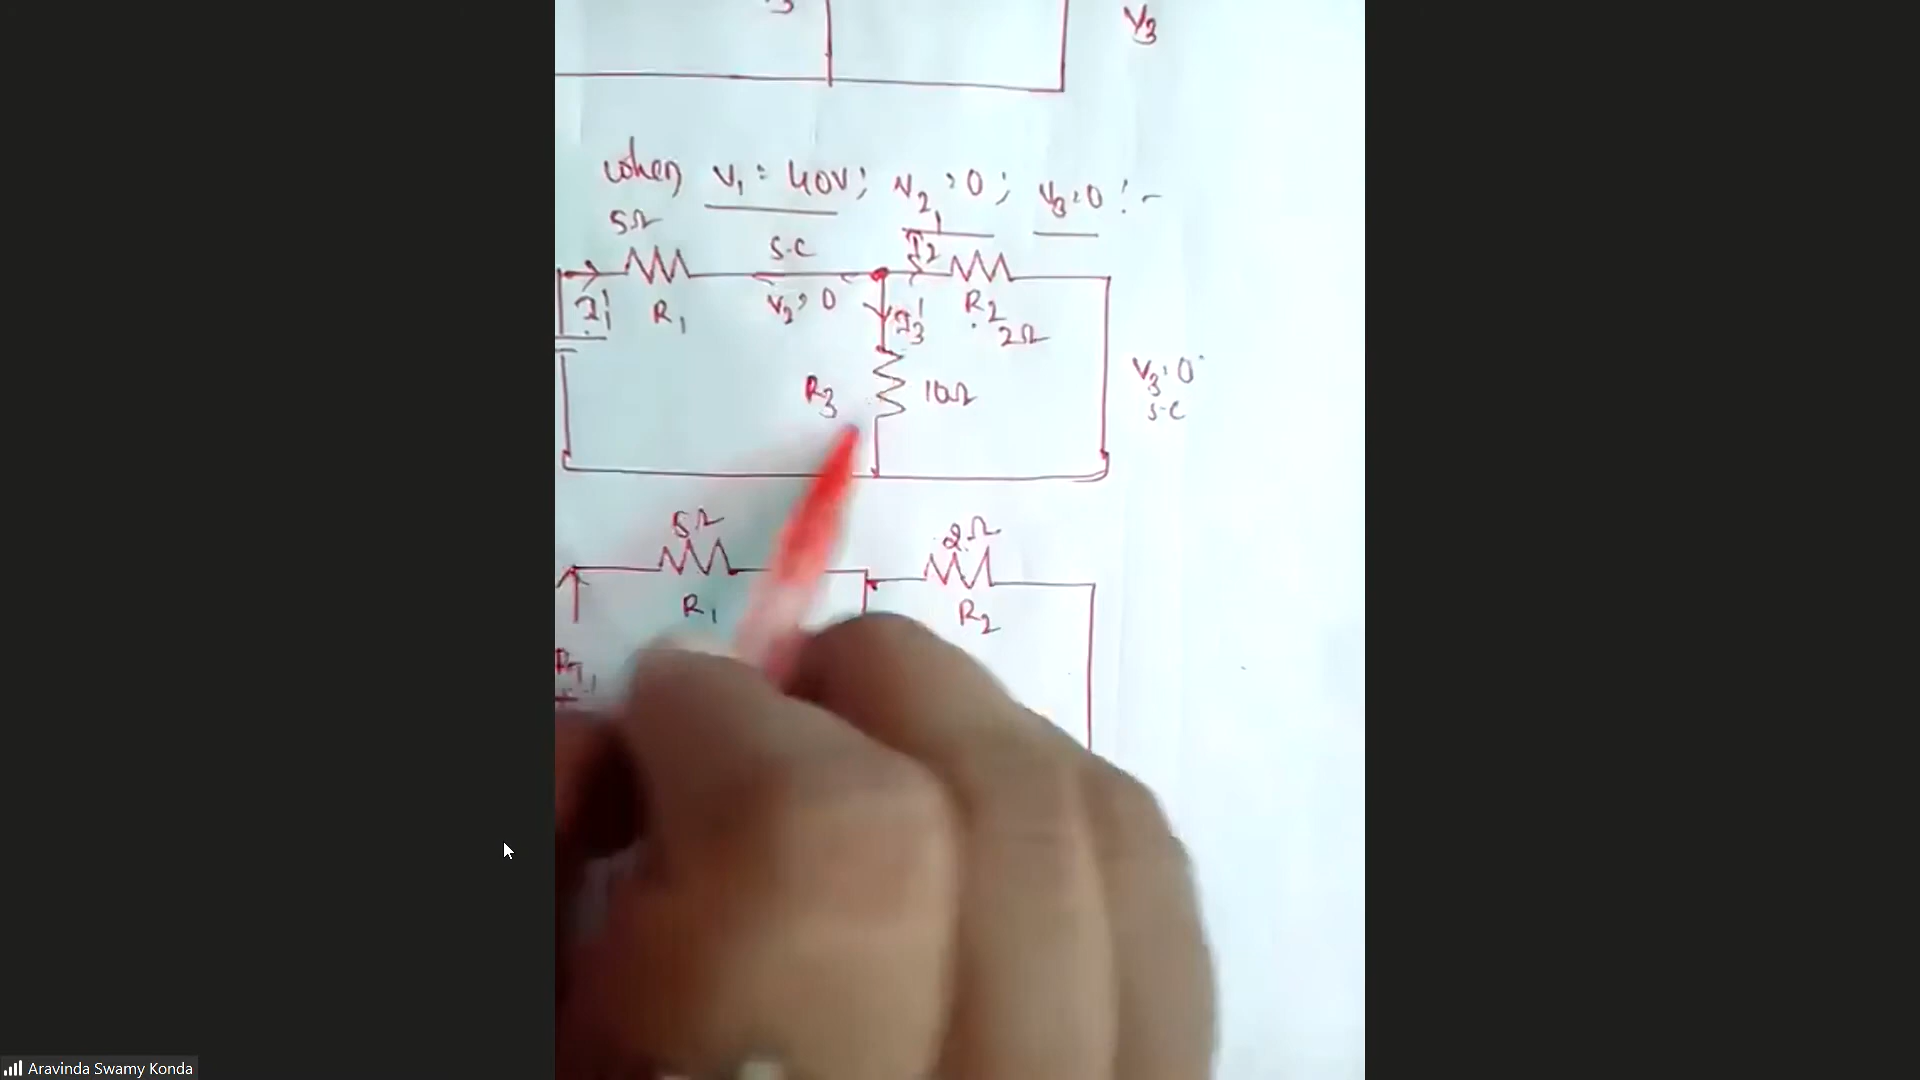 V3
when V1 = 40V; V2 = 0; V3 = 0 :-
5Ω
S.C
I2'
I1'
R1
V2 = 0
I3'
R2
2Ω
R3
10Ω
V3 = 0
S.C
5Ω
2Ω
R1
R2
RT1
Aravinda Swamy Konda